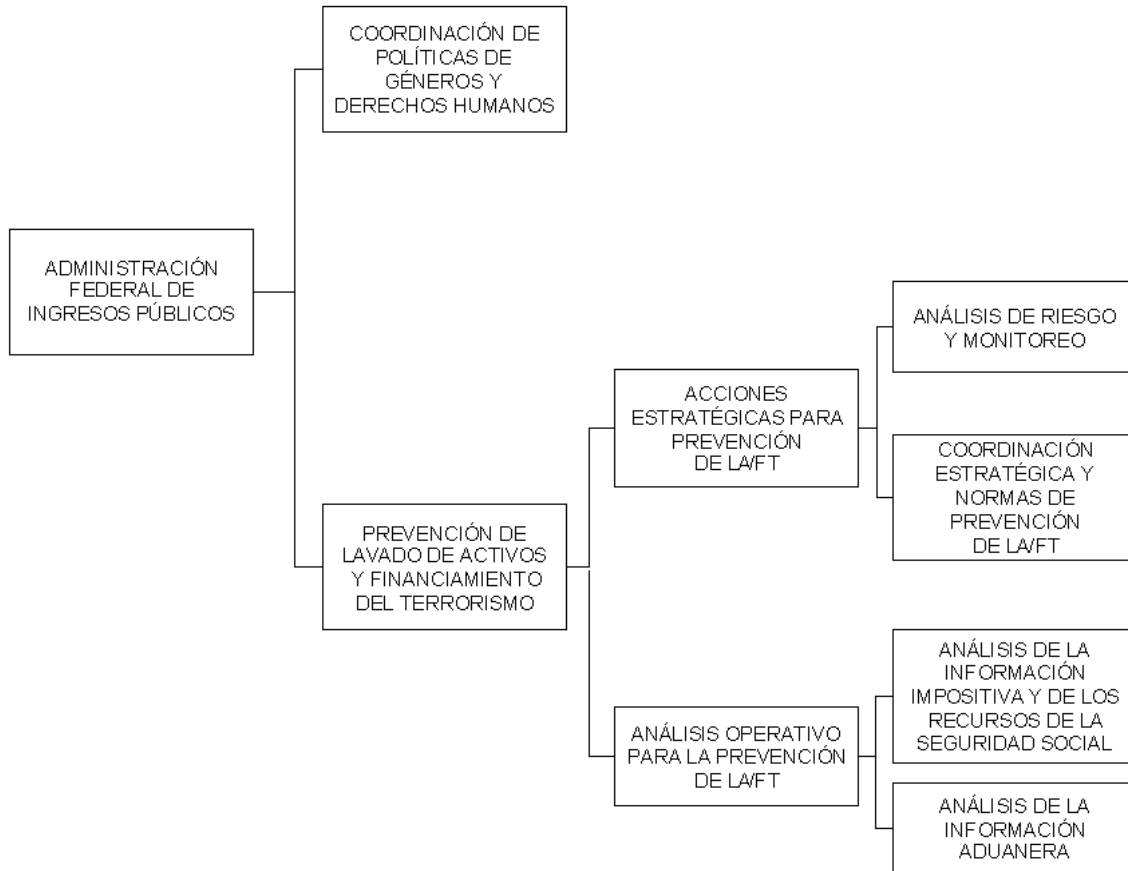 COORDINACIÓN DE
POLÍTICAS DE
GÉNEROS Y
DERECHOS HUMANOS
ADMINISTRACIÓN
FEDERAL DE
INGRESOS PÚBLICOS
PREVENCIÓN DE
LAVADO DE ACTIVOS
Y FINANCIAMIENTO
DEL TERRORISMO
ACCIONES
ESTRATÉGICAS PARA
PREVENCIÓN
DE LA/FT
ANÁLISIS DE RIESGO
Y MONITOREO
COORDINACIÓN
ESTRATÉGICA Y
NORMAS DE
PREVENCIÓN
DE LA/FT
ANÁLISIS OPERATIVO
PARA LA PREVENCIÓN
DE LA/FT
ANÁLISIS DE LA
INFORMACIÓN
IMPOSITIVA Y DE LOS
RECURSOS DE LA
SEGURIDAD SOCIAL
ANÁLISIS DE LA
INFORMACIÓN
ADUANERA